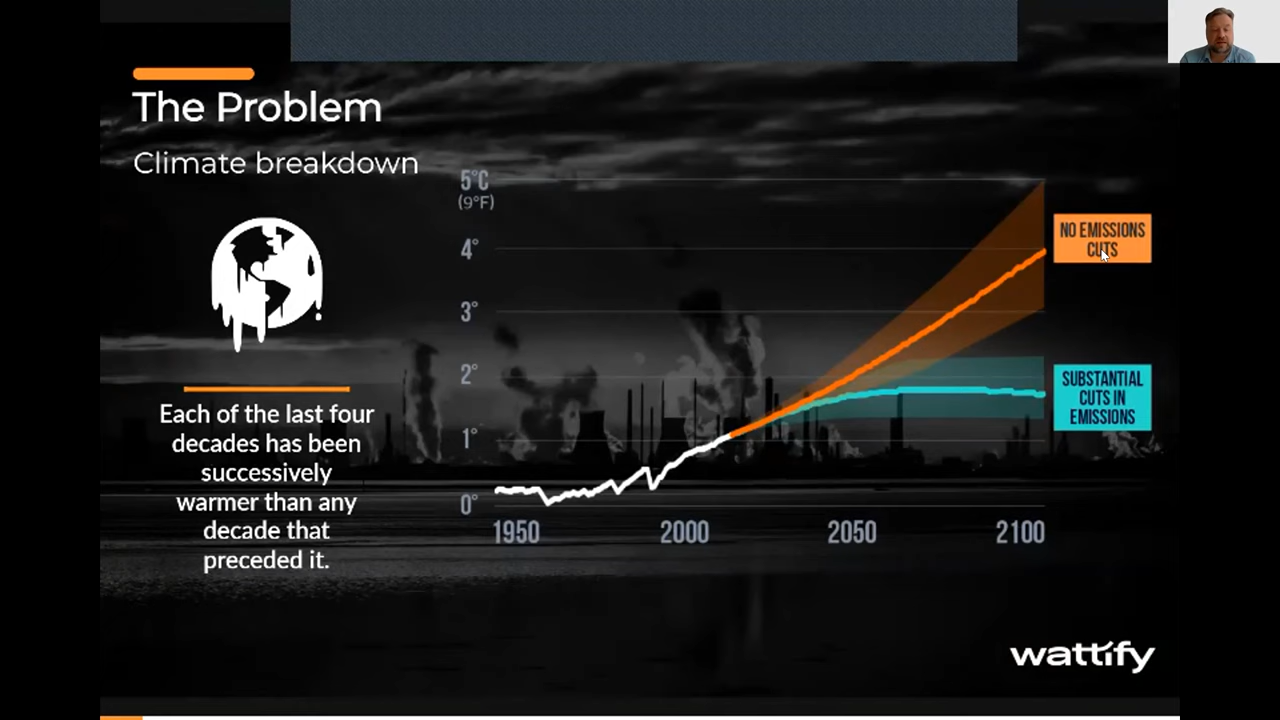 The Problem
Climate breakdown
5°C
(9°F)
4°
3°
2°
1°
0°
1950
2000
2050
2100
NO EMISSIONS
CUTS
SUBSTANTIAL
CUTS IN
EMISSIONS
Each of the last four
decades has been
successively
warmer than any
decade that
preceded it.
wattify